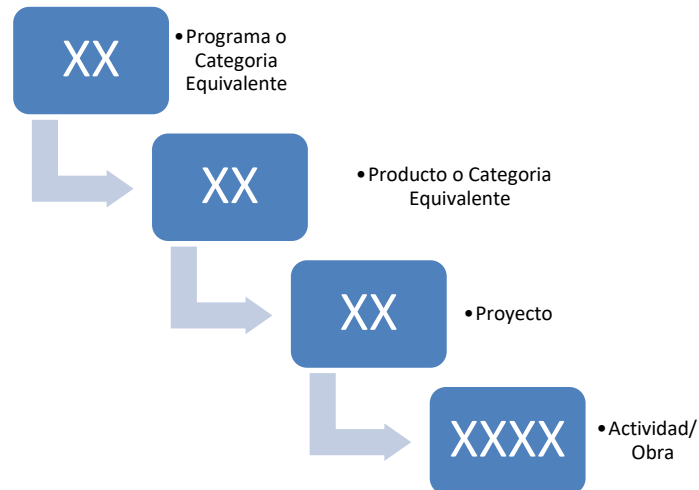 XX
•Programa o
Categoria
Equivalente
XX
•Producto o Categoria
Equivalente
XX
•Proyecto
XXXX
•Actividad/
Obra